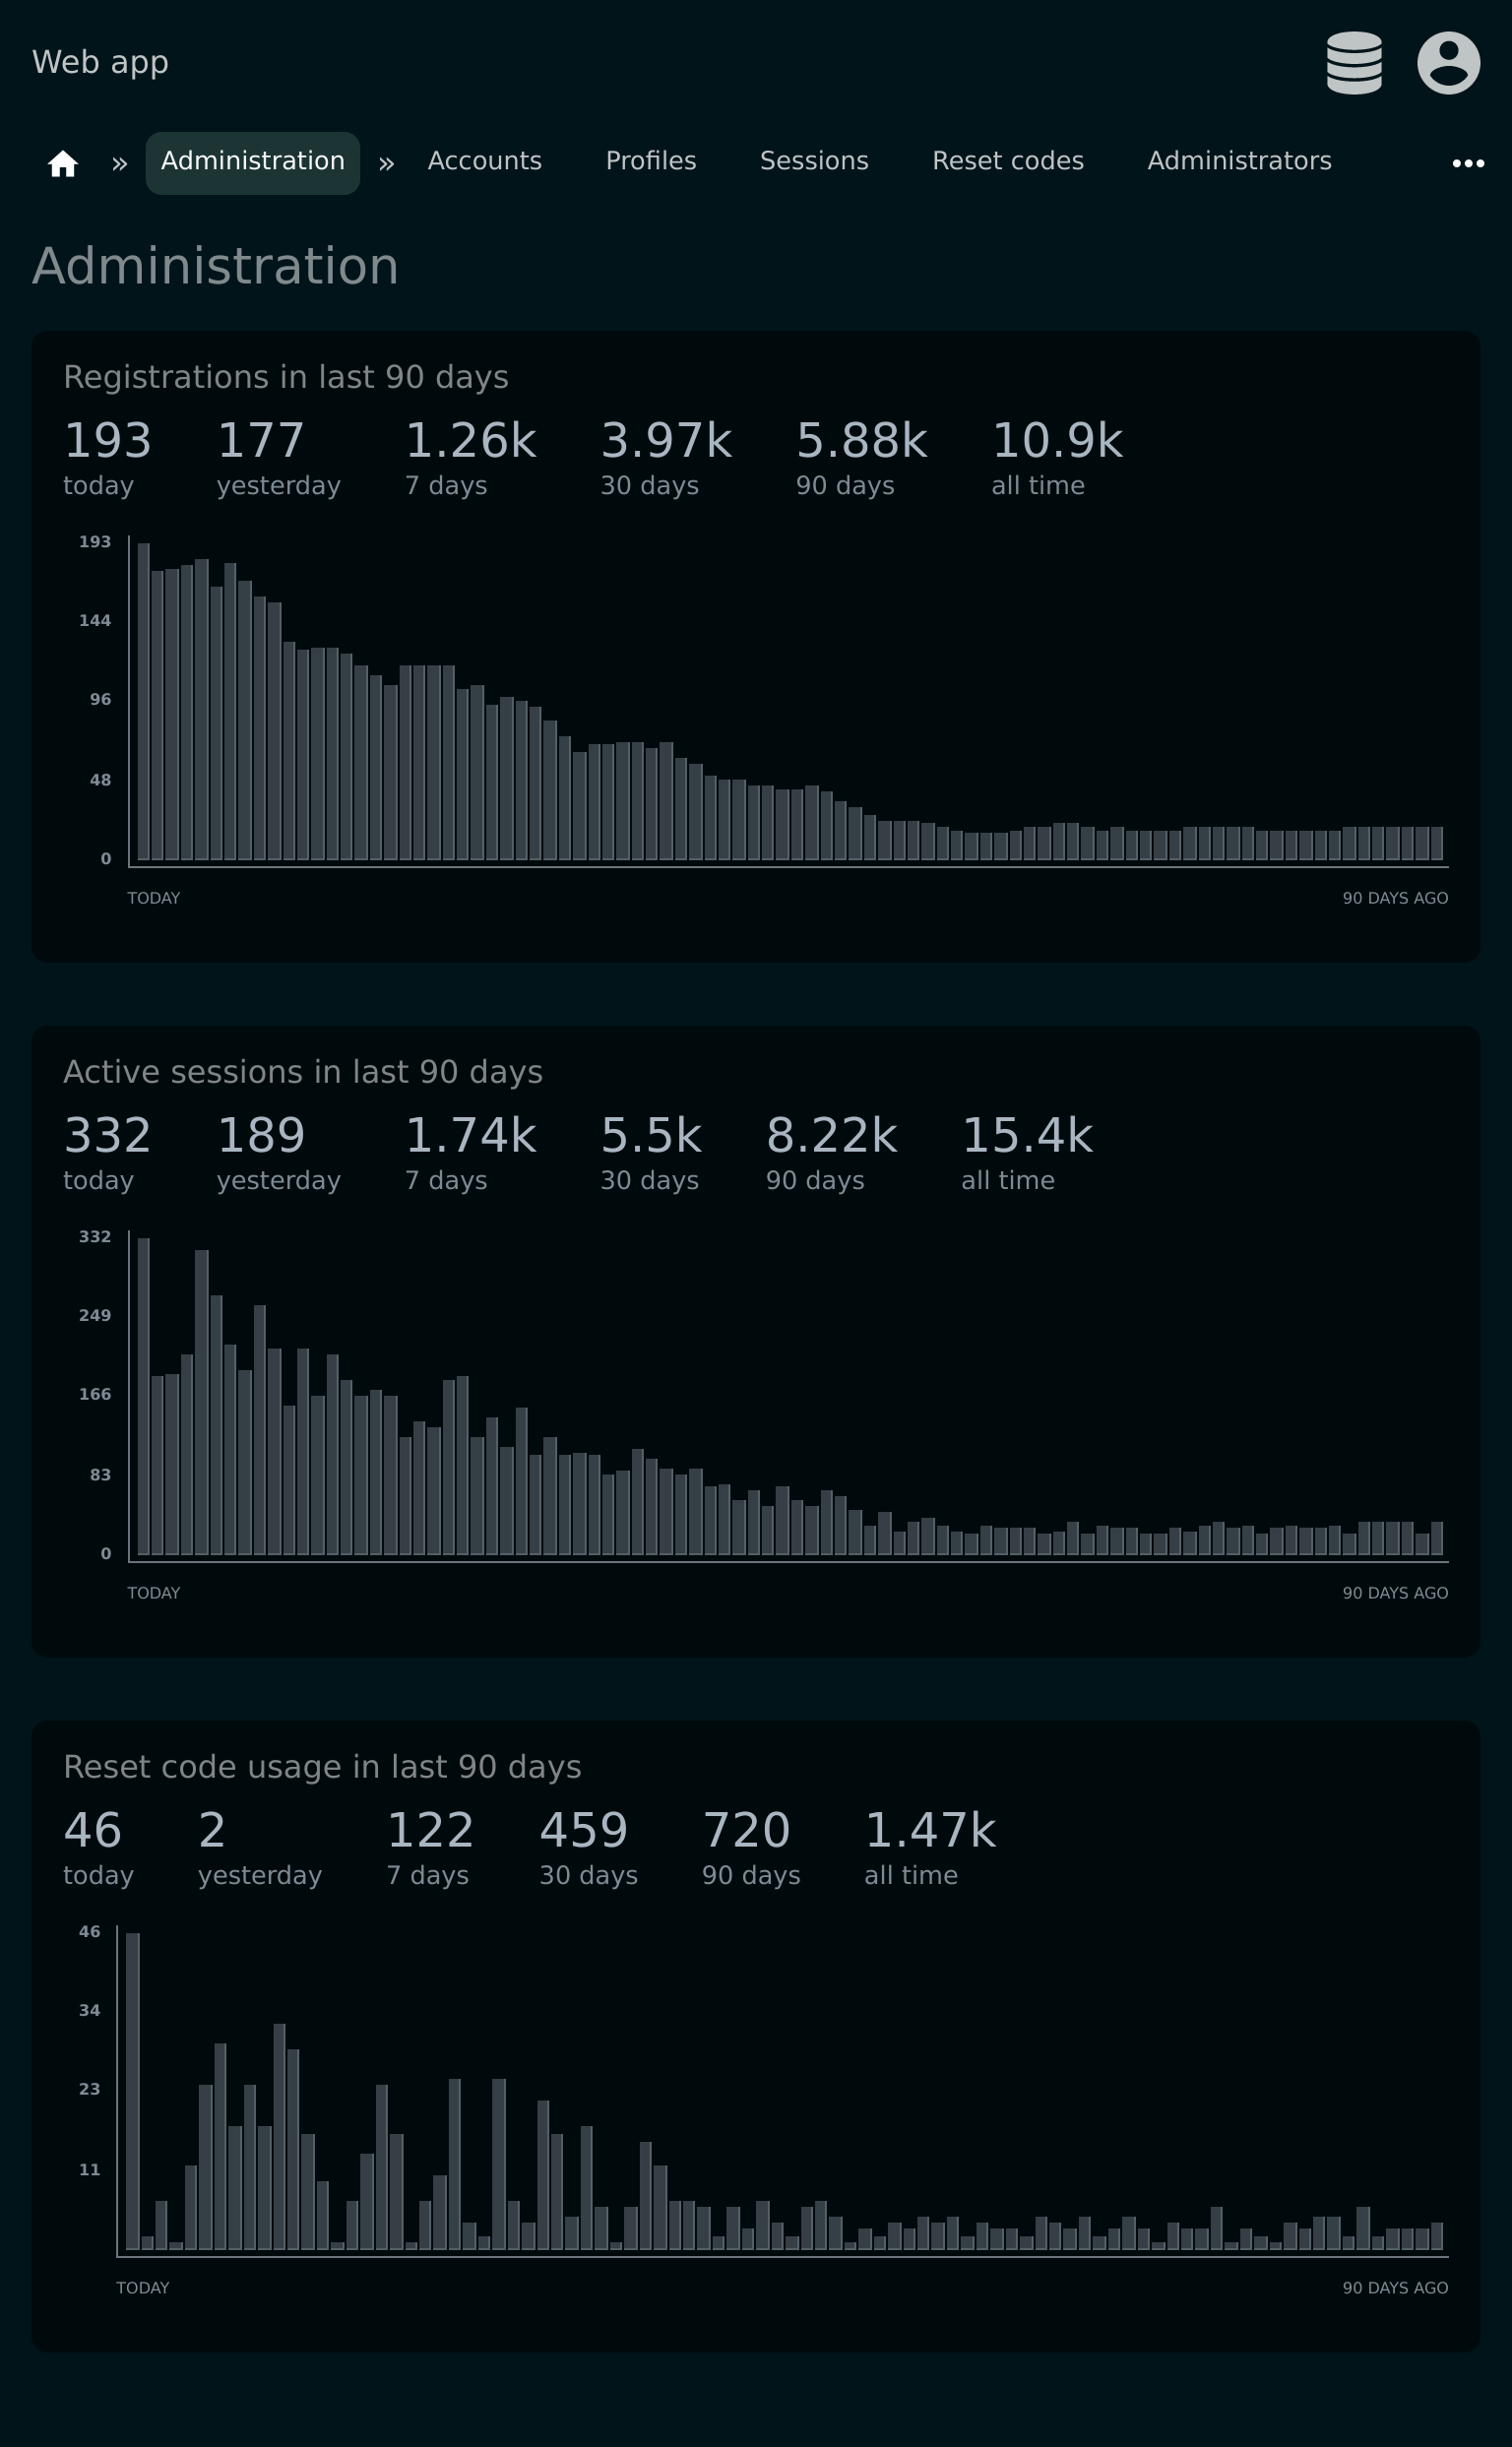 Web app
» Administration » Accounts Profiles Sessions Reset codes Administrators
Administration
Registrations in last 90 days
193 177 1.26k 3.97k 5.88k 10.9k
today yesterday 7 days 30 days 90 days all time
193
144
96
48
0
TODAY 90 DAYS AGO
Active sessions in last 90 days
332 189 1.74k 5.5k 8.22k 15.4k
today yesterday 7 days 30 days 90 days all time
332
249
166
83
0
TODAY 90 DAYS AGO
Reset code usage in last 90 days
46 2 122 459 720 1.47k
today yesterday 7 days 30 days 90 days all time
46
34
23
11
TODAY 90 DAYS AGO